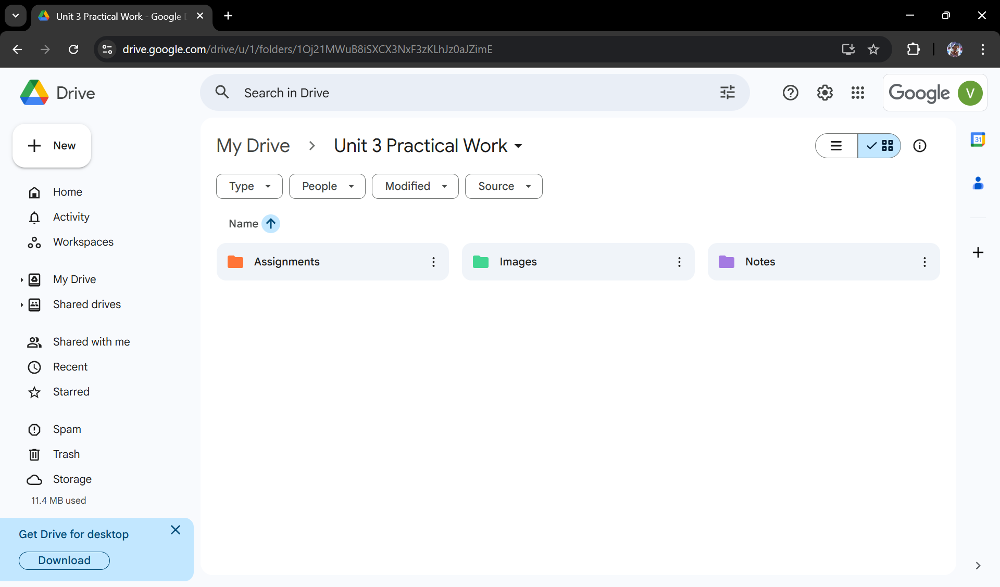 Unit 3 Practical Work - Google
drive.google.com/drive/u/1/folders/1Oj21MWuB8iSXCX3NxF3zKLhJz0aJZimE
Drive
Search in Drive
Google
V
New
My Drive
Unit 3 Practical Work
31
Type
People
Modified
Source
Home
Activity
Workspaces
Name
Assignments
Images
Notes
My Drive
Shared drives
Shared with me
Recent
Starred
Spam
Trash
Storage
11.4 MB used
Get Drive for desktop
Download